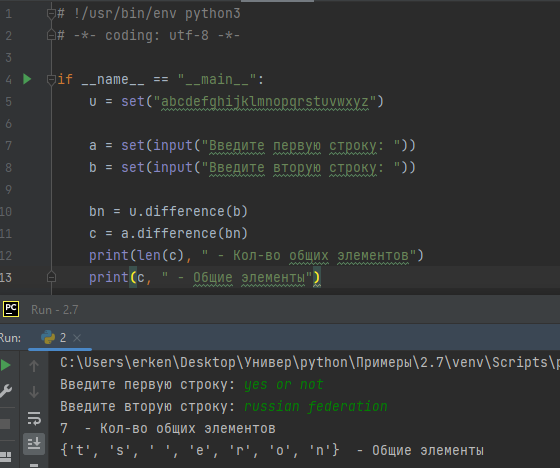 1 # !/usr/bin/env python3
2 # -*- coding: utf-8 -*-
3
4 if __name__ == "__main__":
5 u = set("abcdefghijklmnopqrstuvwxyz")
6
7 a = set(input("Введите первую строку: "))
8 b = set(input("Введите вторую строку: "))
9
10 bn = u.difference(b)
11 c = a.difference(bn)
12 print(len(c), " - Кол-во общих элементов")
13 print(c, " - Общие элементы")
PC Run - 2.7
Run: 2 ×
C:\Users\erken\Desktop\Универ\python\Примеры\2.7\venv\Scripts\p
Введите первую строку: yes or not
Введите вторую строку: russian federation
7  - Кол-во общих элементов
{'t', 's', ' ', 'e', 'r', 'o', 'n'}  - Общие элементы